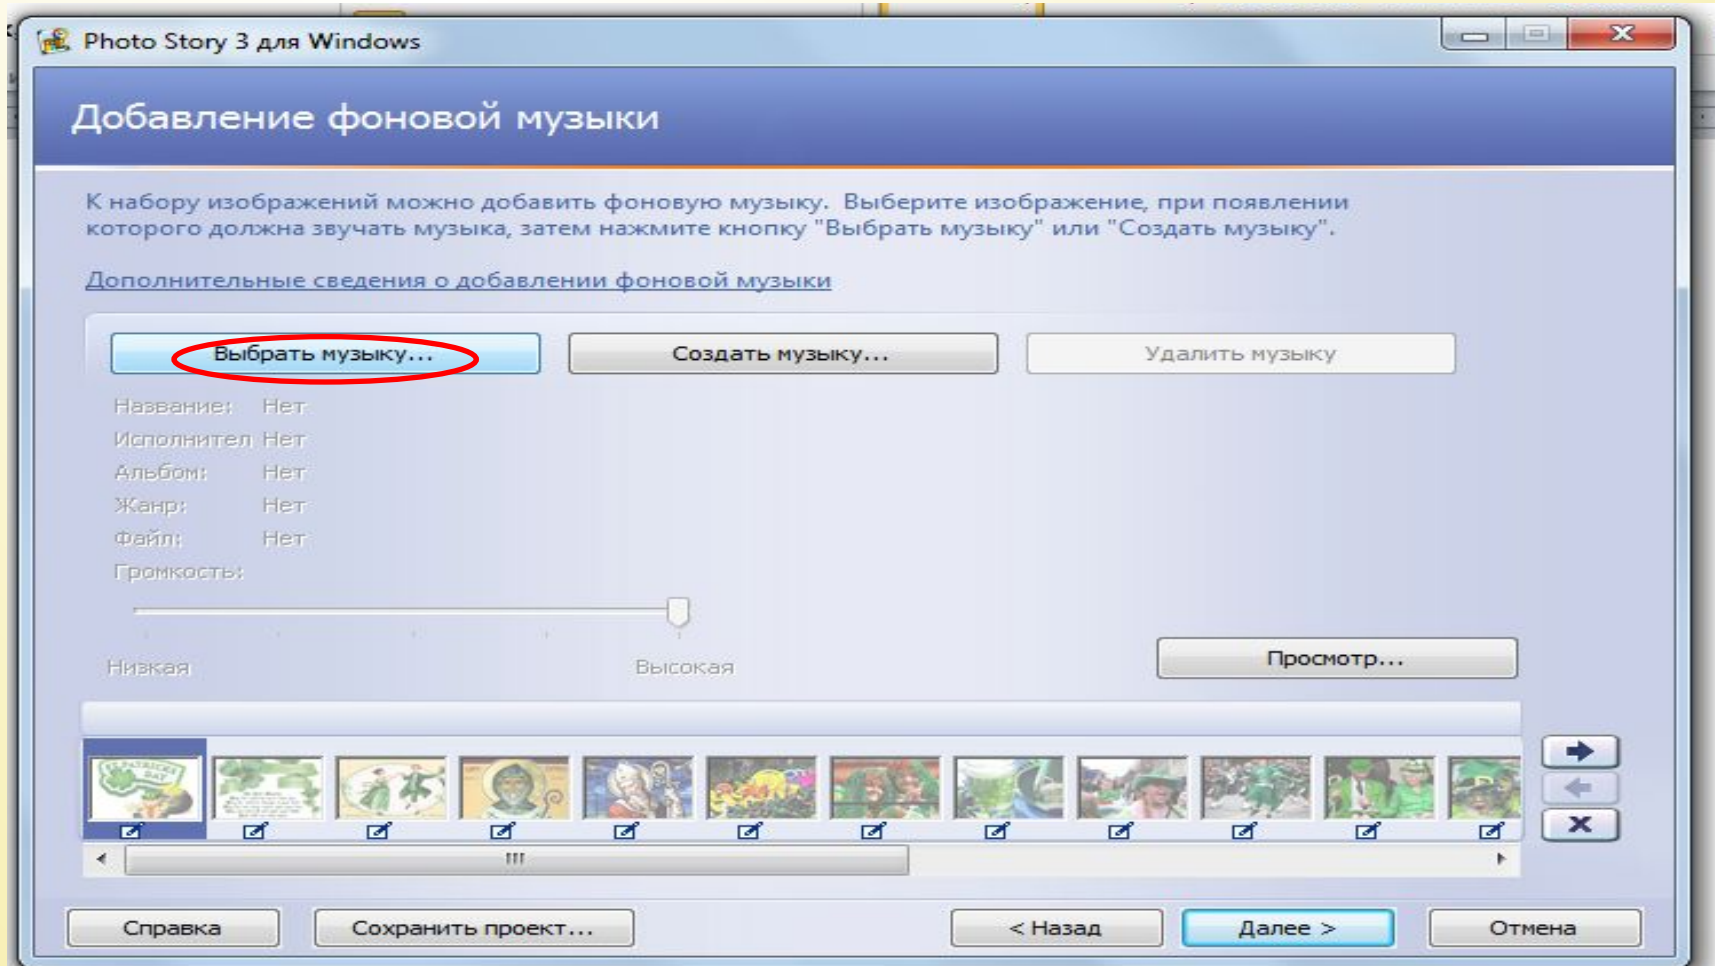 Photo Story 3 для Windows
Добавление фоновой музыки
К набору изображений можно добавить фоновую музыку. Выберите изображение, при появлении
которого должна звучать музыка, затем нажмите кнопку "Выбрать музыку" или "Создать музыку".
Дополнительные сведения о добавлении фоновой музыки
Выбрать музыку... Создать музыку... Удалить музыку
Название: Нет
Исполнител Нет
Альбом: Нет
Жанр: Нет
Файл: Нет
Громкость:
Низкая Высокая
Просмотр...
ST. PATRICK'S
DAY
Справка Сохранить проект... < Назад Далее > Отмена